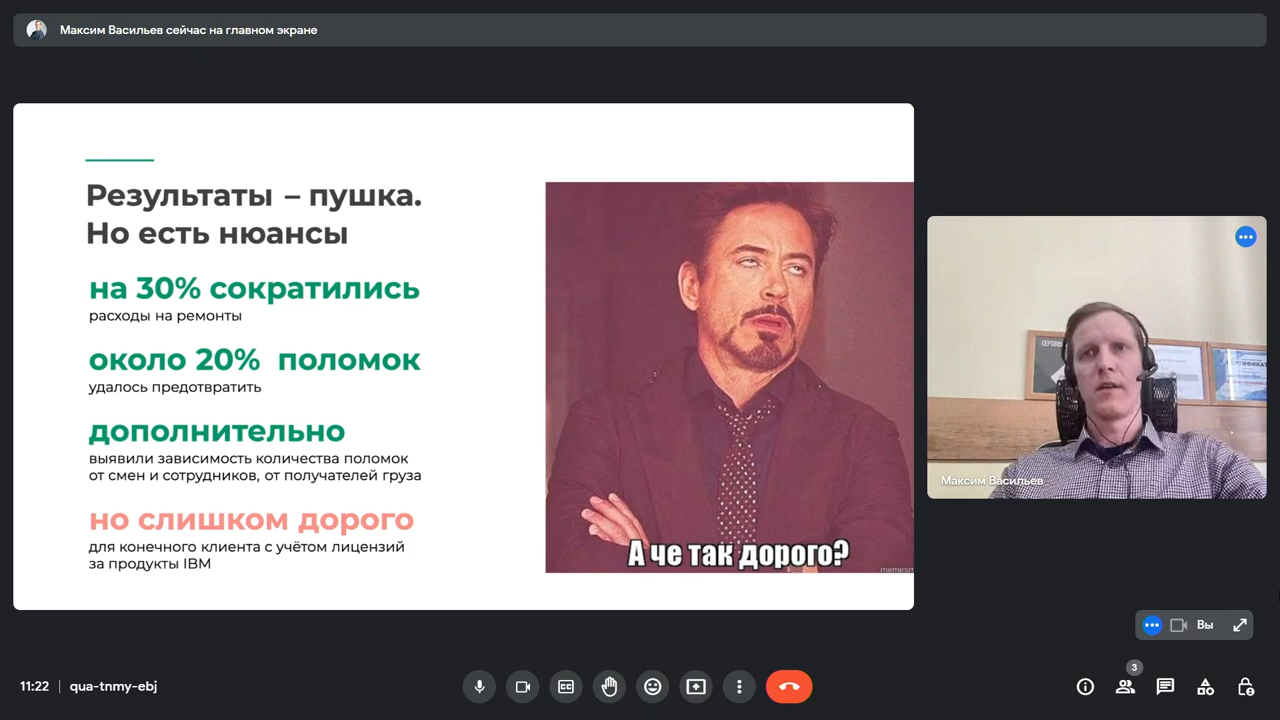 Максим Васильев сейчас на главном экране
Результаты – пушка.
Но есть нюансы
на 30% сократились
расходы на ремонты
около 20% поломок
удалось предотвратить
дополнительно
выявили зависимость количества поломок
от смен и сотрудников, от получателей груза
но слишком дорого
для конечного клиента с учётом лицензий
за продукты IBM
А че так дорого?
Максим Васильев
Вы
11:22
qua-tnmy-ebj
3